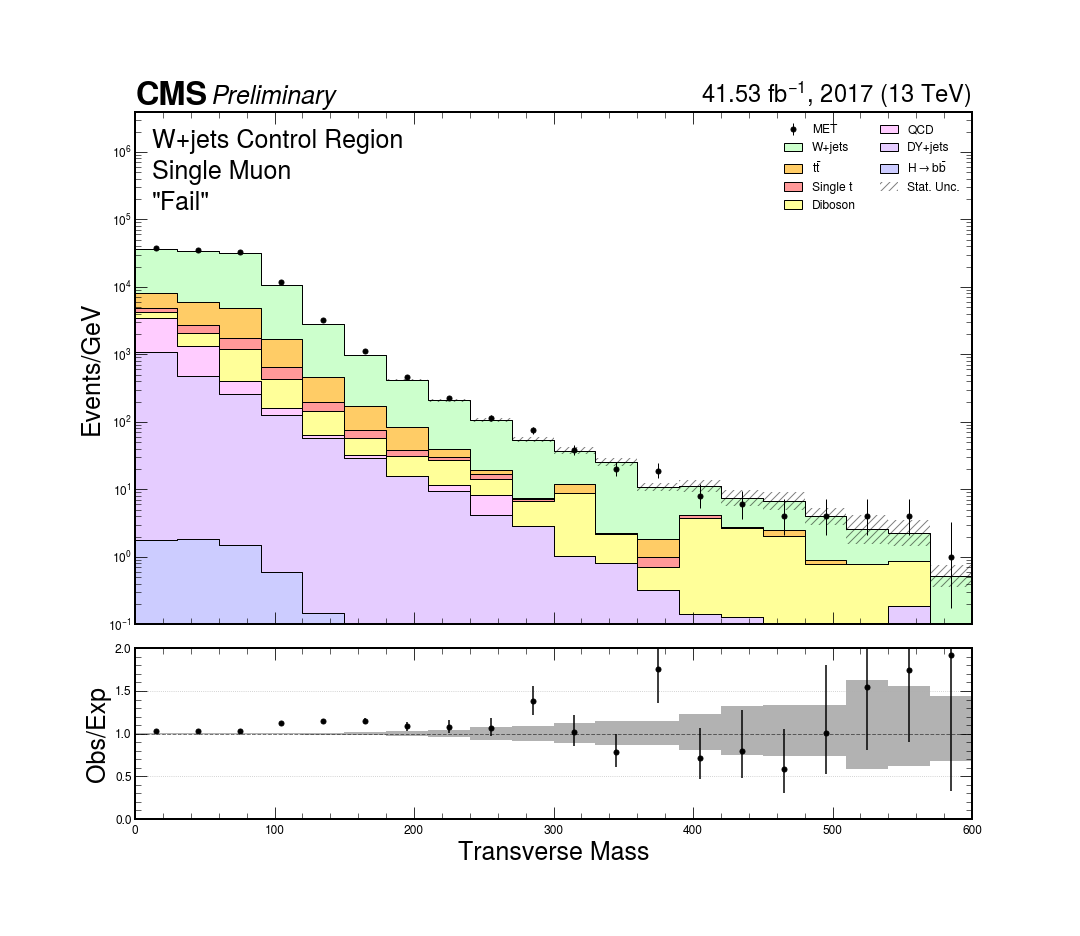 CMS Preliminary
41.53 fb⁻¹, 2017 (13 TeV)
W+jets Control Region
Single Muon
"Fail"
MET
W+jets
tt̄
Single t
Diboson
QCD
DY+jets
H→bb̄
Stat. Unc.
Events/GeV
10⁶
10⁵
10⁴
10³
10²
10¹
10⁰
10⁻¹
Obs/Exp
2.0
1.5
1.0
0.5
0.0
0 100 200 300 400 500 600
Transverse Mass